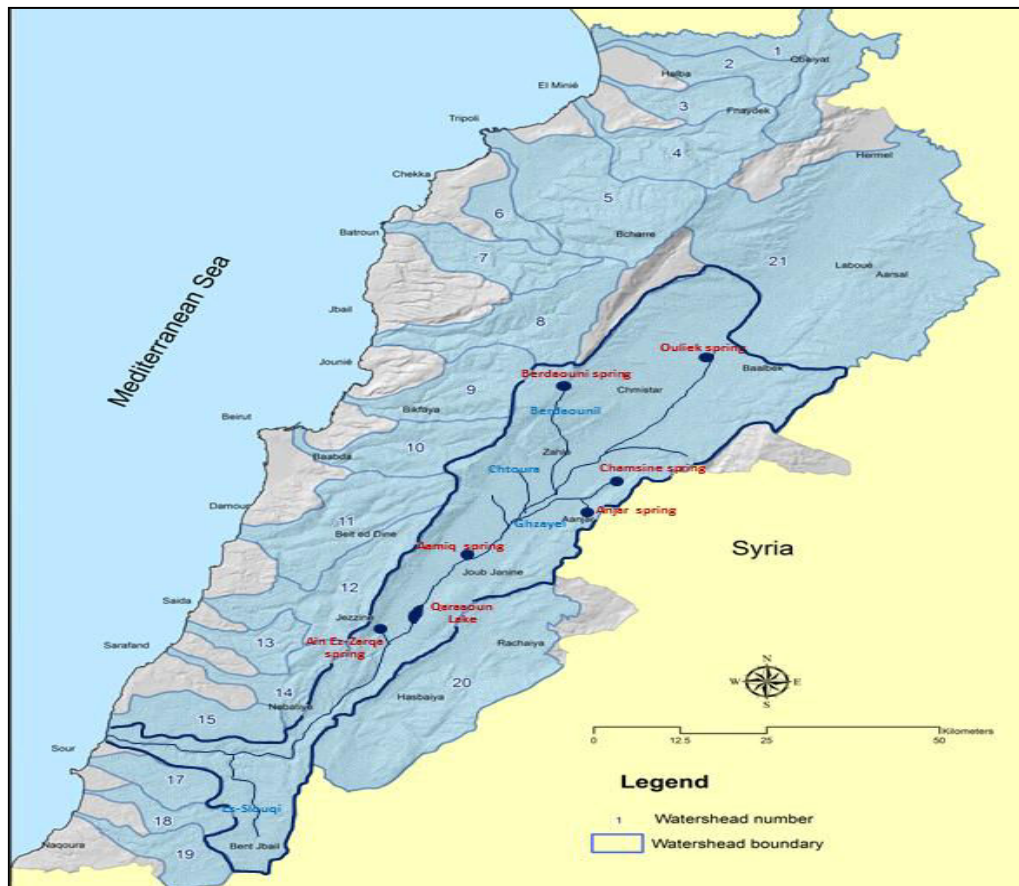 1
Qbaiyat
2
Halba
El Minié
3
Fnaydek
Tripoli
4
Hermel
Chekka
5
6
Batroun
Bcharre
7
21
Laboué
Aarsal
Mediterranean Sea
Jbail
8
Jounié
Ouliek spring
Berdaouni spring
Baalbek
9
Chmistar
Bikfaya
Berdaounil
Beirut
10
Zahle
Baabda
Chtoura
Chamsine spring
Damour
11
Ghzayel
Aanjar
Anjar spring
Beit ed Dine
Aamiq spring
Syria
Joub Janine
12
Saida
Jezzine
Qaraaoun
Lake
13
Ain Ez-Zarqa
spring
Sarafand
Rachaiya
14
20
Hasbaiya
Nabatiye
15
N
W E
S
Sour
0 12.5 25 50 Kilometers
17
Legend
Es-Slouqi
18
1 Watershead number
Naqoura
Bent Jbail
19
Watershead boundary